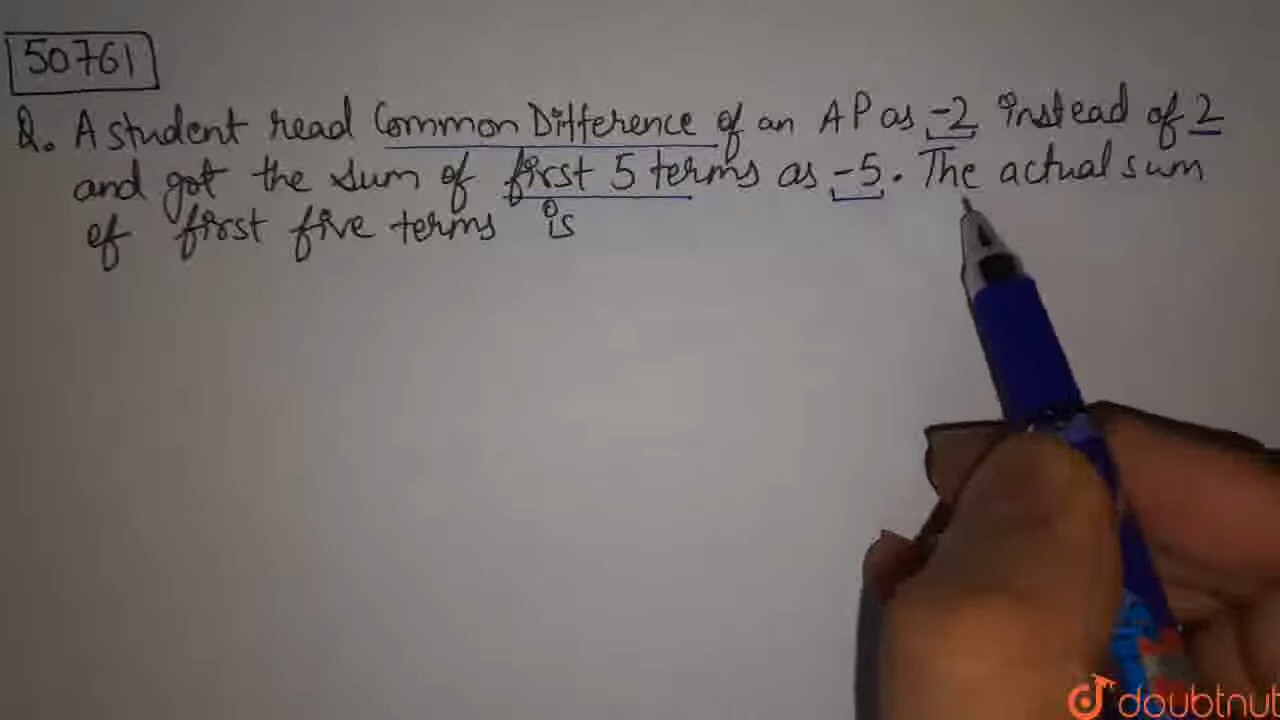 50761
Q. A student read Common Difference of an AP as -2 instead of 2
and got the sum of first 5 terms as -5. The actual sum
of first five terms is
doubtnut